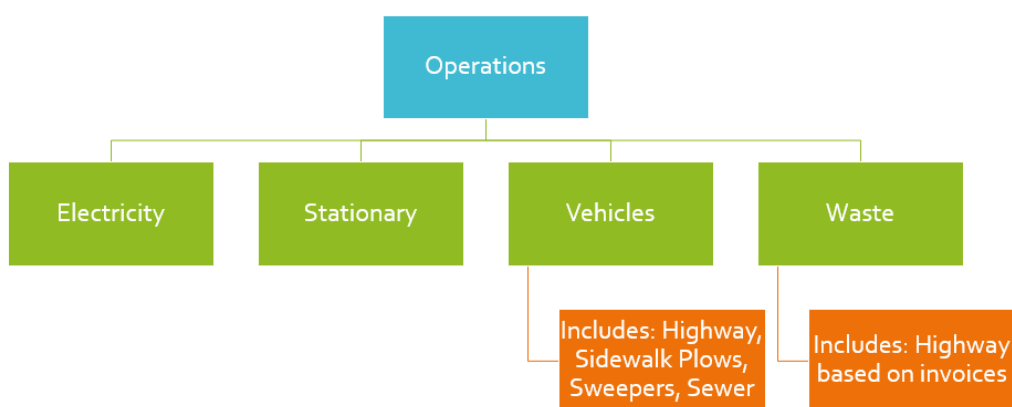 Operations
Electricity
Stationary
Vehicles
Waste
Includes: Highway,
Sidewalk Plows,
Sweepers, Sewer
Includes: Highway
based on invoices